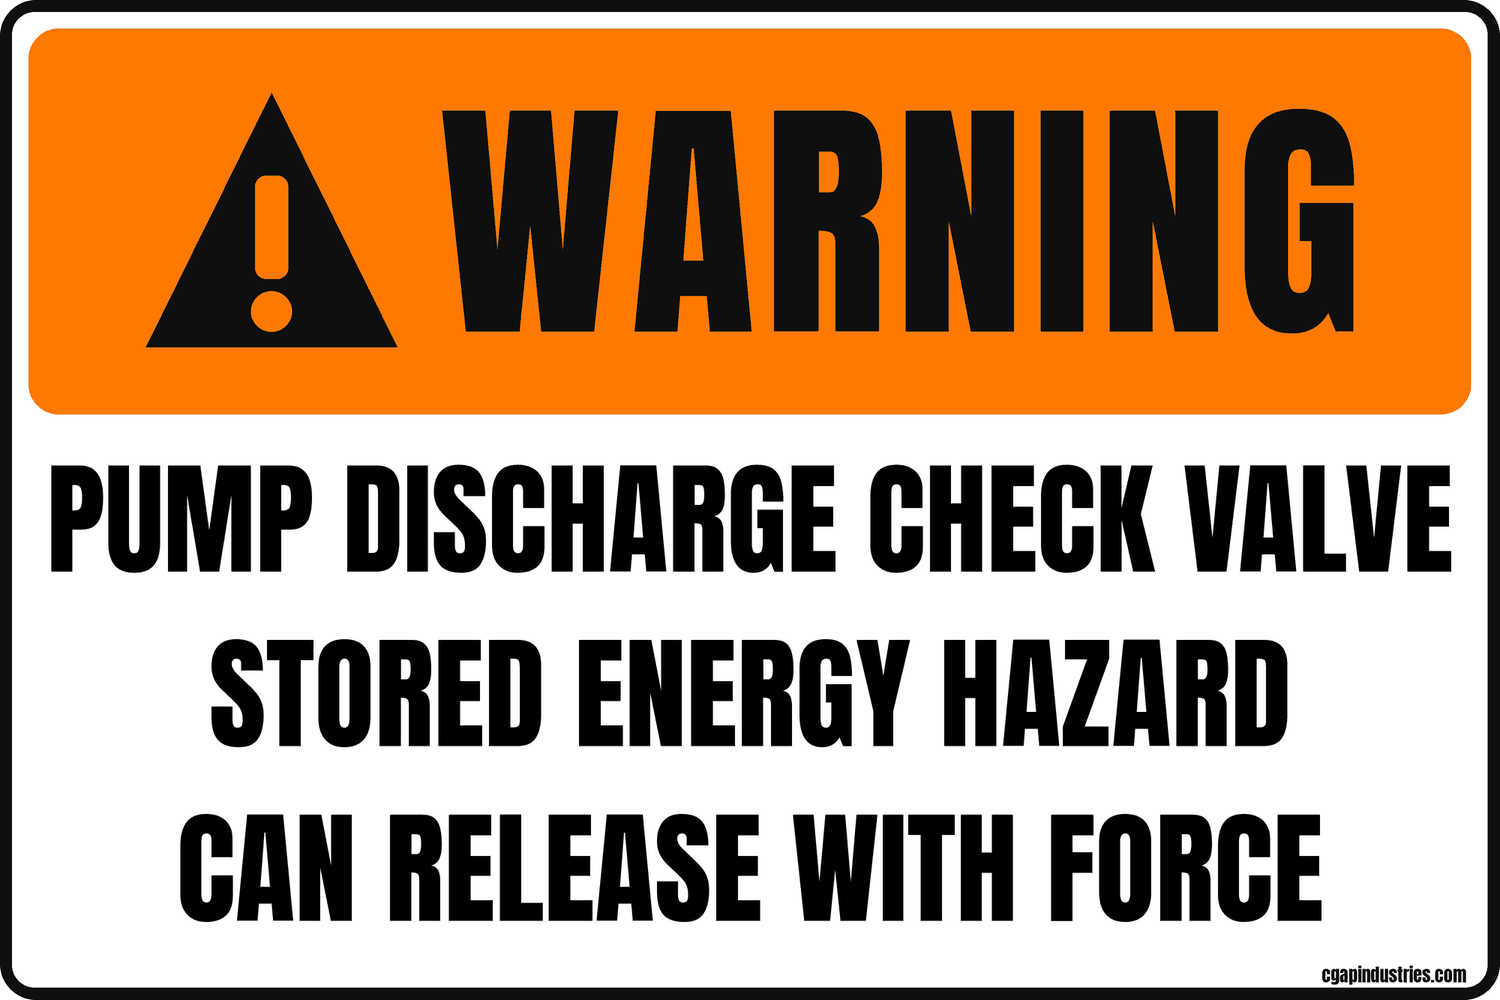 WARNING
PUMP DISCHARGE CHECK VALVE
STORED ENERGY HAZARD
CAN RELEASE WITH FORCE
cgapindustries.com